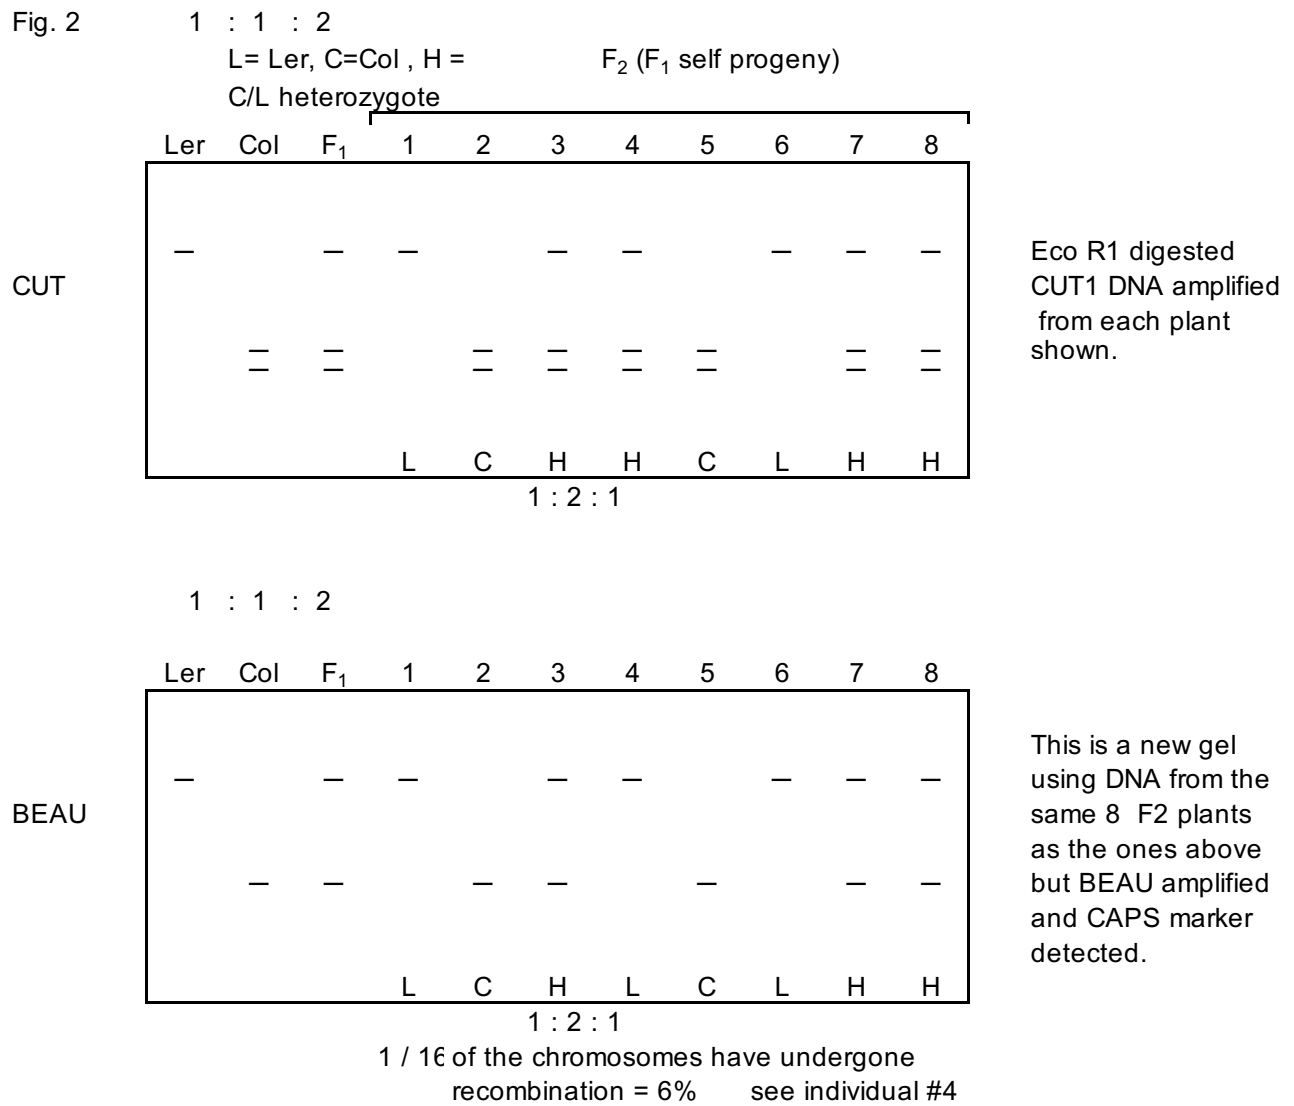 Fig. 2 1 : 1 : 2
L= Ler, C=Col , H = F2 (F1 self progeny)
C/L heterozygote
Ler Col F1 1 2 3 4 5 6 7 8
CUT
Eco R1 digested
CUT1 DNA amplified
from each plant
shown.
L C H H C L H H
1 : 2 : 1
1 : 1 : 2
Ler Col F1 1 2 3 4 5 6 7 8
BEAU
This is a new gel
using DNA from the
same 8 F2 plants
as the ones above
but BEAU amplified
and CAPS marker
detected.
L C H L C L H H
1 : 2 : 1
1 / 16 of the chromosomes have undergone
recombination = 6% see individual #4